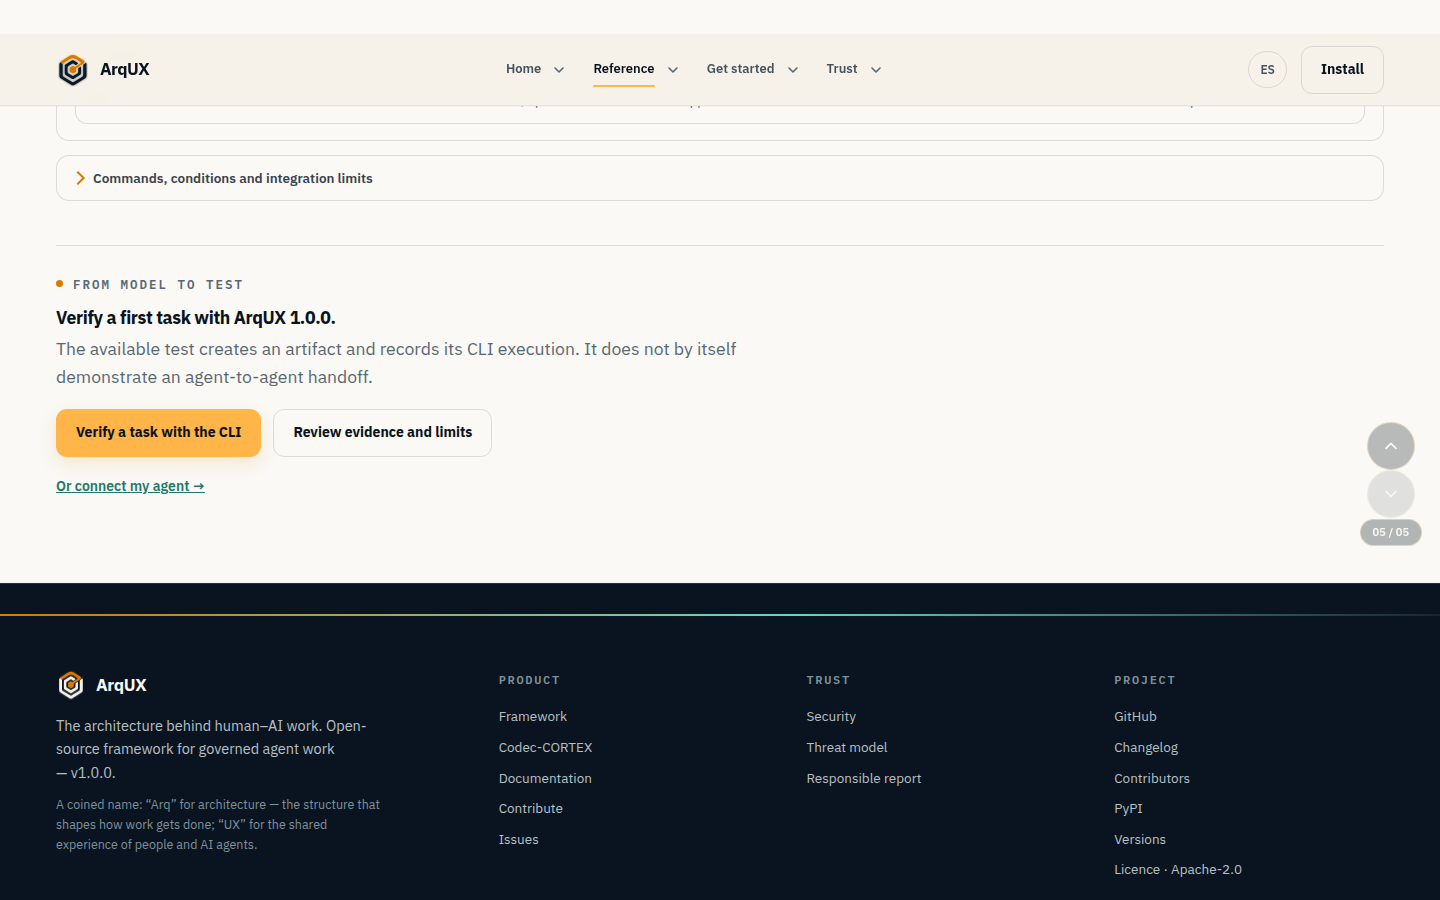 ArqUX
Home
Reference
Get started
Trust
ES
Install
Commands, conditions and integration limits
FROM MODEL TO TEST
Verify a first task with ArqUX 1.0.0.
The available test creates an artifact and records its CLI execution. It does not by itself
demonstrate an agent-to-agent handoff.
Verify a task with the CLI
Review evidence and limits
Or connect my agent →
05 / 05
ArqUX
The architecture behind human–AI work. Open-
source framework for governed agent work
— v1.0.0.
A coined name: “Arq” for architecture — the structure that
shapes how work gets done; “UX” for the shared
experience of people and AI agents.
PRODUCT
Framework
Codec-CORTEX
Documentation
Contribute
Issues
TRUST
Security
Threat model
Responsible report
PROJECT
GitHub
Changelog
Contributors
PyPI
Versions
Licence · Apache-2.0